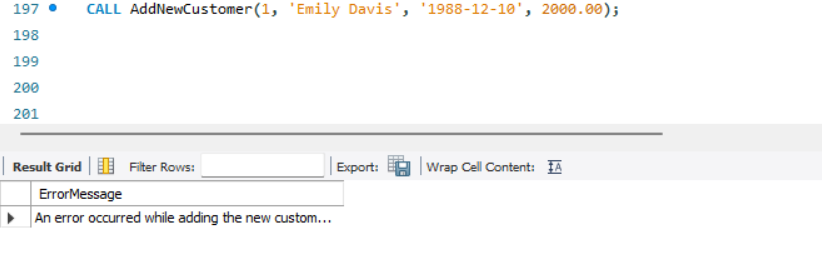 197 CALL AddNewCustomer(1, 'Emily Davis', '1988-12-10', 2000.00);
198
199
200
201
Result Grid Filter Rows: Export: Wrap Cell Content: IA
ErrorMessage
An error occurred while adding the new custom...